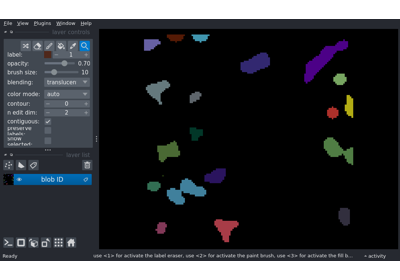 File View Plugins Window Help
layer controls
label: 1
opacity: 0.70
brush size: 10
blending: translucen
color mode: auto
contour: 0
n edit dim: 2
contiguous:
preserve labels:
show selected:
layer list
blob ID
Ready
use <1> for activate the label eraser, use <2> for activate the paint brush, use <3> for activate the fill b...
activity